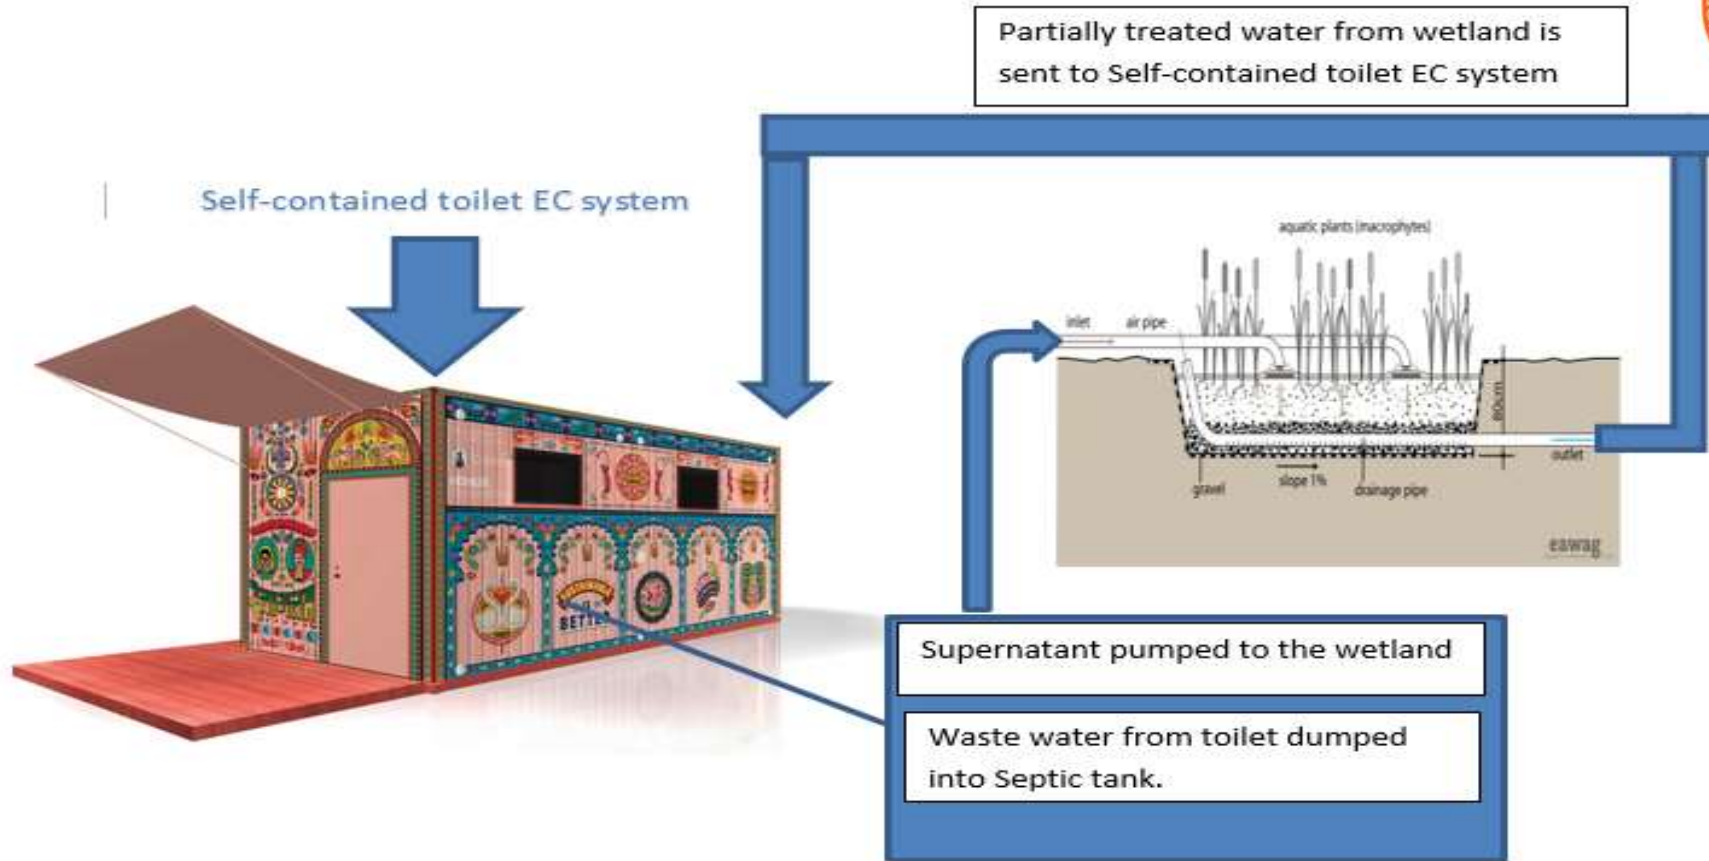 Partially treated water from wetland is
sent to Self-contained toilet EC system
Self-contained toilet EC system
aquatic plants (macrophytes)
inlet
air pipe
80cm
outlet
gravel
slope 1%
drainage pipe
eawag
BETTER
Supernatant pumped to the wetland
Waste water from toilet dumped
into Septic tank.